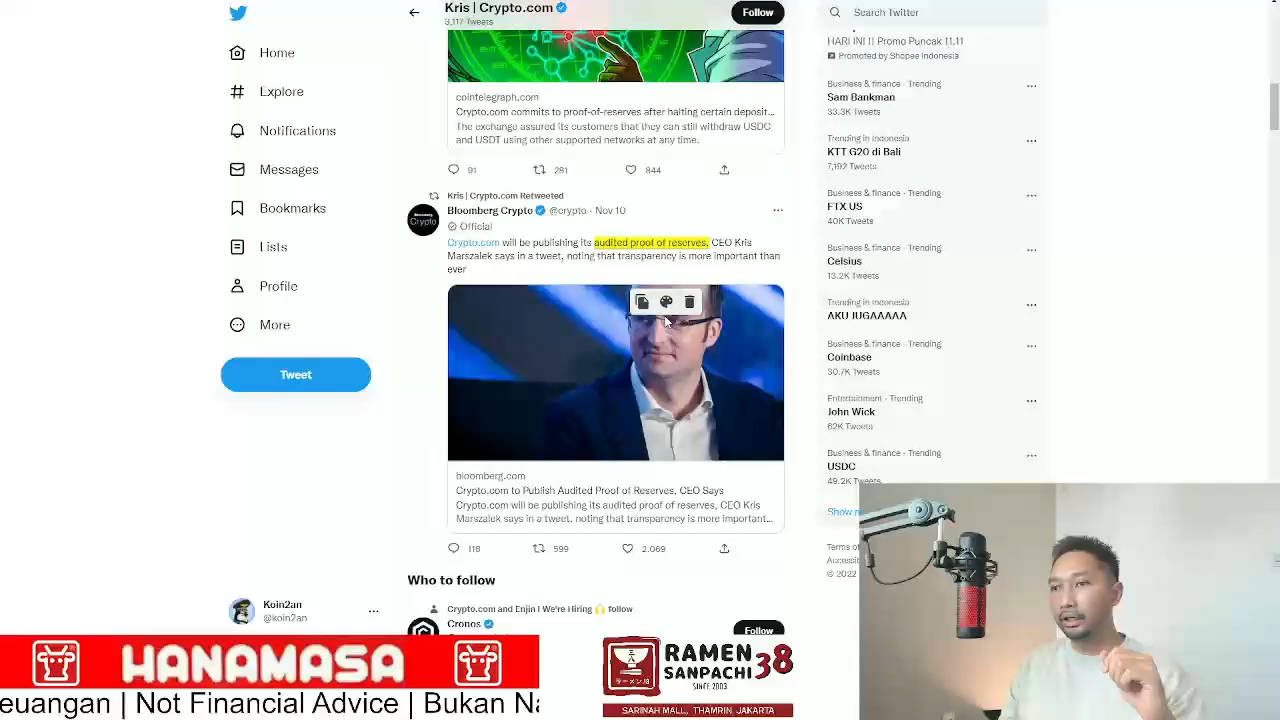 Home
Explore
Notifications
Messages
Bookmarks
Lists
Profile
More
Tweet
Koin2an
@koin2an
Kris | Crypto.com
3,117 Tweets
Follow
cointelegraph.com
Crypto.com commits to proof-of-reserves after halting certain deposit...
The exchange assured its customers that they can still withdraw USDC
and USDT using other supported networks at any time.
91 281 844
Kris | Crypto.com Retweeted
Bloomberg Crypto @crypto · Nov 10
Official
Crypto.com will be publishing its audited proof of reserves, CEO Kris
Marszalek says in a tweet, noting that transparency is more important than
ever
bloomberg.com
Crypto.com to Publish Audited Proof of Reserves, CEO Says
Crypto.com will be publishing its audited proof of reserves, CEO Kris
Marszalek says in a tweet, noting that transparency is more important...
118 599 2.069
Who to follow
Crypto.com and Enjin | We're Hiring 🙌 follow
Cronos
Follow
Search Twitter
HARI INI !! Promo Puncak 11.11
Promoted by Shopee Indonesia
Business & finance · Trending
Sam Bankman
33.3K Tweets
Trending in Indonesia
KTT G20 di Bali
7,192 Tweets
Business & finance · Trending
FTX US
40K Tweets
Business & finance · Trending
Celsius
13.2K Tweets
Trending in Indonesia
AKU JUGAAAAA
Business & finance · Trending
Coinbase
30.7K Tweets
Entertainment · Trending
John Wick
62K Tweets
Business & finance · Trending
USDC
49.2K Tweets
Show
Terms of
© 2022
HANAMASA
RAMEN
SANPACHI 38
SINCE 2003
SARINAH MALL, THAMRIN, JAKARTA
euangan | Not Financial Advice | Bukan Na